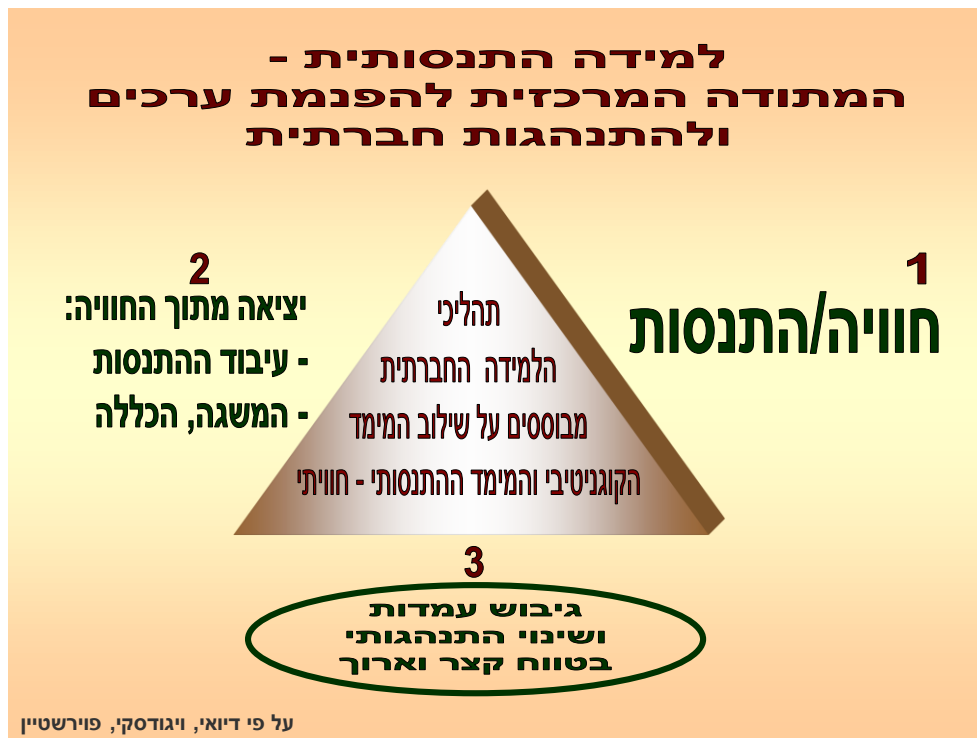 למידה התנסותית -
המתודה המרכזית להפנמת ערכים
ולהתנהגות חברתית
1
חוויה/התנסות
2
יציאה מתוך החוויה:
- עיבוד ההתנסות
- המשגה, הכללה
תהליכי
הלמידה החברתית
מבוססים על שילוב המימד
הקוגניטיבי והמימד ההתנסותי - חוויתי
3
גיבוש עמדות
ושינוי התנהגותי
בטווח קצר וארוך
על פי דיואי, ויגודסקי, פוירשטיין